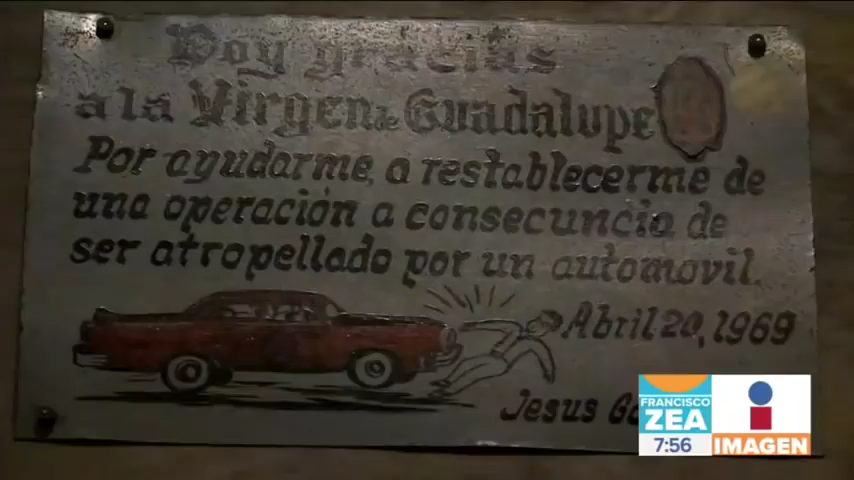 Doy gracias
a la Virgen de Guadalupe
Por ayudarme, a restablecerme de
una operación a consecuncia de
ser atropellado por un automovil.
Abril 20, 1969
Jesus
FRANCISCO
ZEA
7:56
IMAGEN